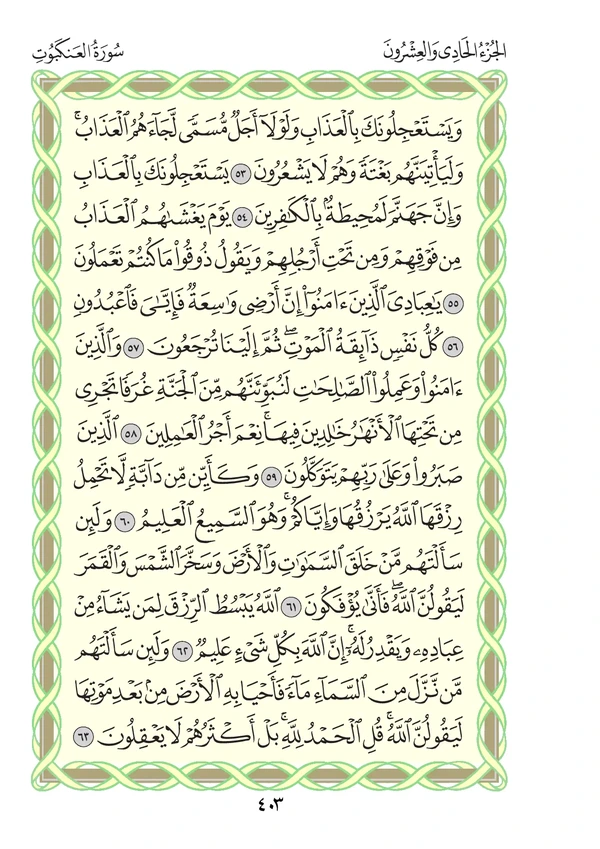 الجُزْءُ الحَادِي وَالعِشْرُونَ
سُورَةُ العَنكَبُوتِ
وَيَسْتَعْجِلُونَكَ بِٱلْعَذَابِ وَلَوْلَآ أَجَلٌ مُّسَمًّى لَّجَآءَهُمُ ٱلْعَذَابُۚ
وَلَيَأْتِيَنَّهُم بَغْتَةً وَهُمْ لَا يَشْعُرُونَ ٥٣ يَسْتَعْجِلُونَكَ بِٱلْعَذَابِ
وَإِنَّ جَهَنَّمَ لَمُحِيطَةٌۢ بِٱلْكَٰفِرِينَ ٥٤ يَوْمَ يَغْشَىٰهُمُ ٱلْعَذَابُ
مِن فَوْقِهِمْ وَمِن تَحْتِ أَرْجُلِهِمْ وَيَقُولُ ذُوقُوا۟ مَا كُنتُمْ تَعْمَلُونَ
٥٥ يَٰعِبَادِىَ ٱلَّذِينَ ءَامَنُوٓا۟ إِنَّ أَرْضِى وَٰسِعَةٌ فَإِيَّٰىَ فَٱعْبُدُونِ
٥٦ كُلُّ نَفْسٍ ذَآئِقَةُ ٱلْمَوْتِۖ ثُمَّ إِلَيْنَا تُرْجَعُونَ ٥٧ وَٱلَّذِينَ
ءَامَنُوا۟ وَعَمِلُوا۟ ٱلصَّٰلِحَٰتِ لَنُبَوِّئَنَّهُم مِّنَ ٱلْجَنَّةِ غُرَفًا تَجْرِى
مِن تَحْتِهَا ٱلْأَنْهَٰرُ خَٰلِدِينَ فِيهَاۚ نِعْمَ أَجْرُ ٱلْعَٰمِلِينَ ٥٨ ٱلَّذِينَ
صَبَرُوا۟ وَعَلَىٰ رَبِّهِمْ يَتَوَكَّلُونَ ٥٩ وَكَأَيِّن مِّن دَآبَّةٍ لَّا تَحْمِلُ
رِزْقَهَا ٱللَّهُ يَرْزُقُهَا وَإِيَّاكُمْۚ وَهُوَ ٱلسَّمِيعُ ٱلْعَلِيمُ ٦٠ وَلَئِن
سَأَلْتَهُم مَّنْ خَلَقَ ٱلسَّمَٰوَٰتِ وَٱلْأَرْضَ وَسَخَّرَ ٱلشَّمْسَ وَٱلْقَمَرَ
لَيَقُولُنَّ ٱللَّهُۖ فَأَنَّىٰ يُؤْفَكُونَ ٦١ ٱللَّهُ يَبْسُطُ ٱلرِّزْقَ لِمَن يَشَآءُ مِنْ
عِبَادِهِۦ وَيَقْدِرُ لَهُۥٓۚ إِنَّ ٱللَّهَ بِكُلِّ شَىْءٍ عَلِيمٌ ٦٢ وَلَئِن سَأَلْتَهُم
مَّن نَّزَّلَ مِنَ ٱلسَّمَآءِ مَآءً فَأَحْيَا بِهِ ٱلْأَرْضَ مِنۢ بَعْدِ مَوْتِهَا
لَيَقُولُنَّ ٱللَّهُۚ قُلِ ٱلْحَمْدُ لِلَّهِۚ بَلْ أَكْثَرُهُمْ لَا يَعْقِلُونَ ٦٣
٤٠٣